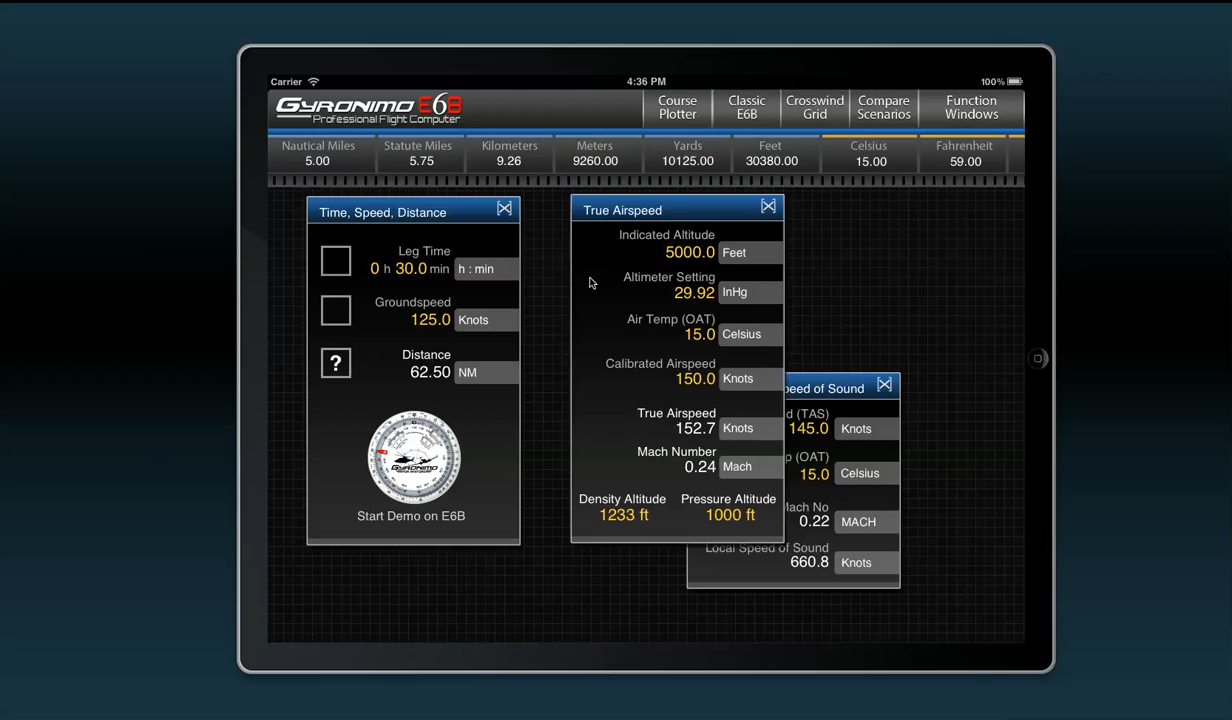 Carrier
4:36 PM
100%
GYRONIMO E6B
Professional Flight Computer
Course Plotter
Classic E6B
Crosswind Grid
Compare Scenarios
Function Windows
Nautical Miles
5.00
Statute Miles
5.75
Kilometers
9.26
Meters
9260.00
Yards
10125.00
Feet
30380.00
Celsius
15.00
Fahrenheit
59.00
Time, Speed, Distance
Leg Time
0 h 30.0 min h : min
Groundspeed
125.0 Knots
?
Distance
62.50 NM
GYRONIMO
Start Demo on E6B
True Airspeed
Indicated Altitude
5000.0 Feet
Altimeter Setting
29.92 InHg
Air Temp (OAT)
15.0 Celsius
Calibrated Airspeed
150.0 Knots
True Airspeed
152.7 Knots
Mach Number
0.24 Mach
Density Altitude
1233 ft
Pressure Altitude
1000 ft
peed of Sound
d (TAS)
145.0 Knots
p (OAT)
15.0 Celsius
Mach No
0.22 MACH
Local Speed of Sound
660.8 Knots